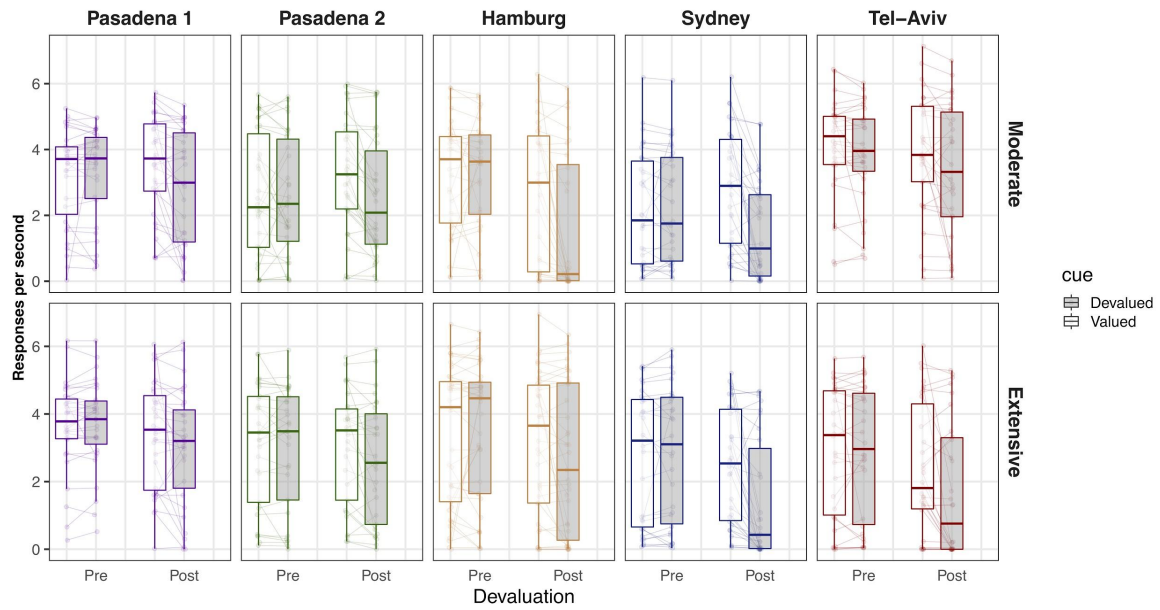 Pasadena 1 Pasadena 2 Hamburg Sydney Tel−Aviv
6
4
2
0
Moderate
Responses per second
cue
Devalued
Valued
6
4
2
0
Extensive
Pre Post Pre Post Pre Post Pre Post Pre Post
Devaluation